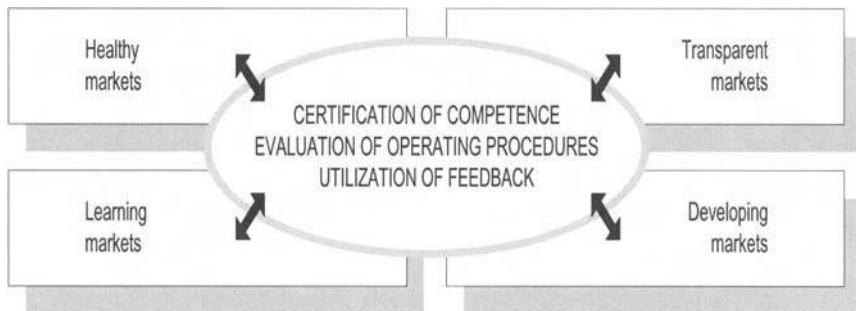 Healthy
markets
Transparent
markets
CERTIFICATION OF COMPETENCE
EVALUATION OF OPERATING PROCEDURES
UTILIZATION OF FEEDBACK
Learning
markets
Developing
markets